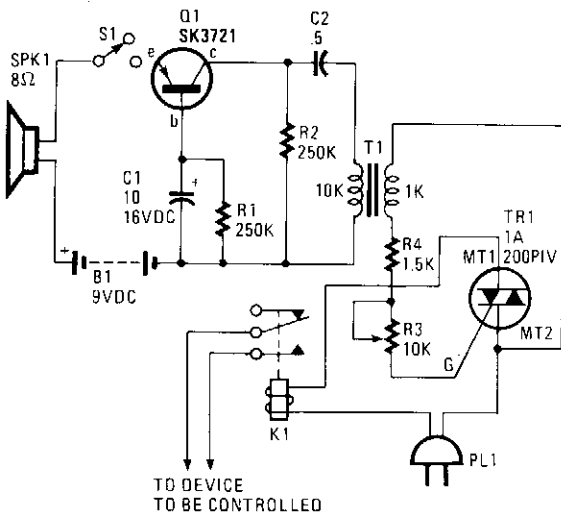 Q1
SK3721
C2
.5
S1
e
c
b
SPK1
8Ω
R2
250K
T1
10K
1K
C1
10
16VDC
+
R1
250K
TR1
1A
200PIV
MT1
R4
1.5K
+
B1
9VDC
R3
10K
MT2
G
K1
PL1
TO DEVICE
TO BE CONTROLLED